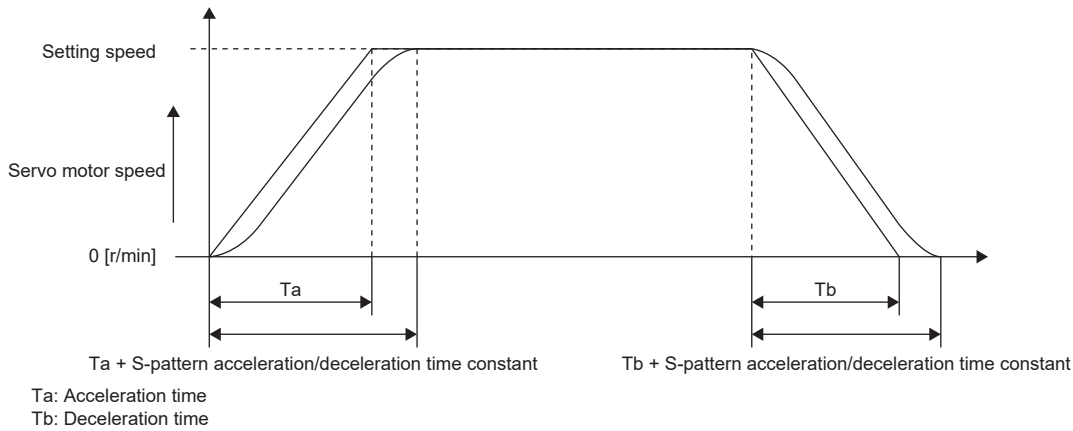 Setting speed
Servo motor speed
0 [r/min]
Ta
Tb
Ta + S-pattern acceleration/deceleration time constant
Tb + S-pattern acceleration/deceleration time constant
Ta: Acceleration time
Tb: Deceleration time